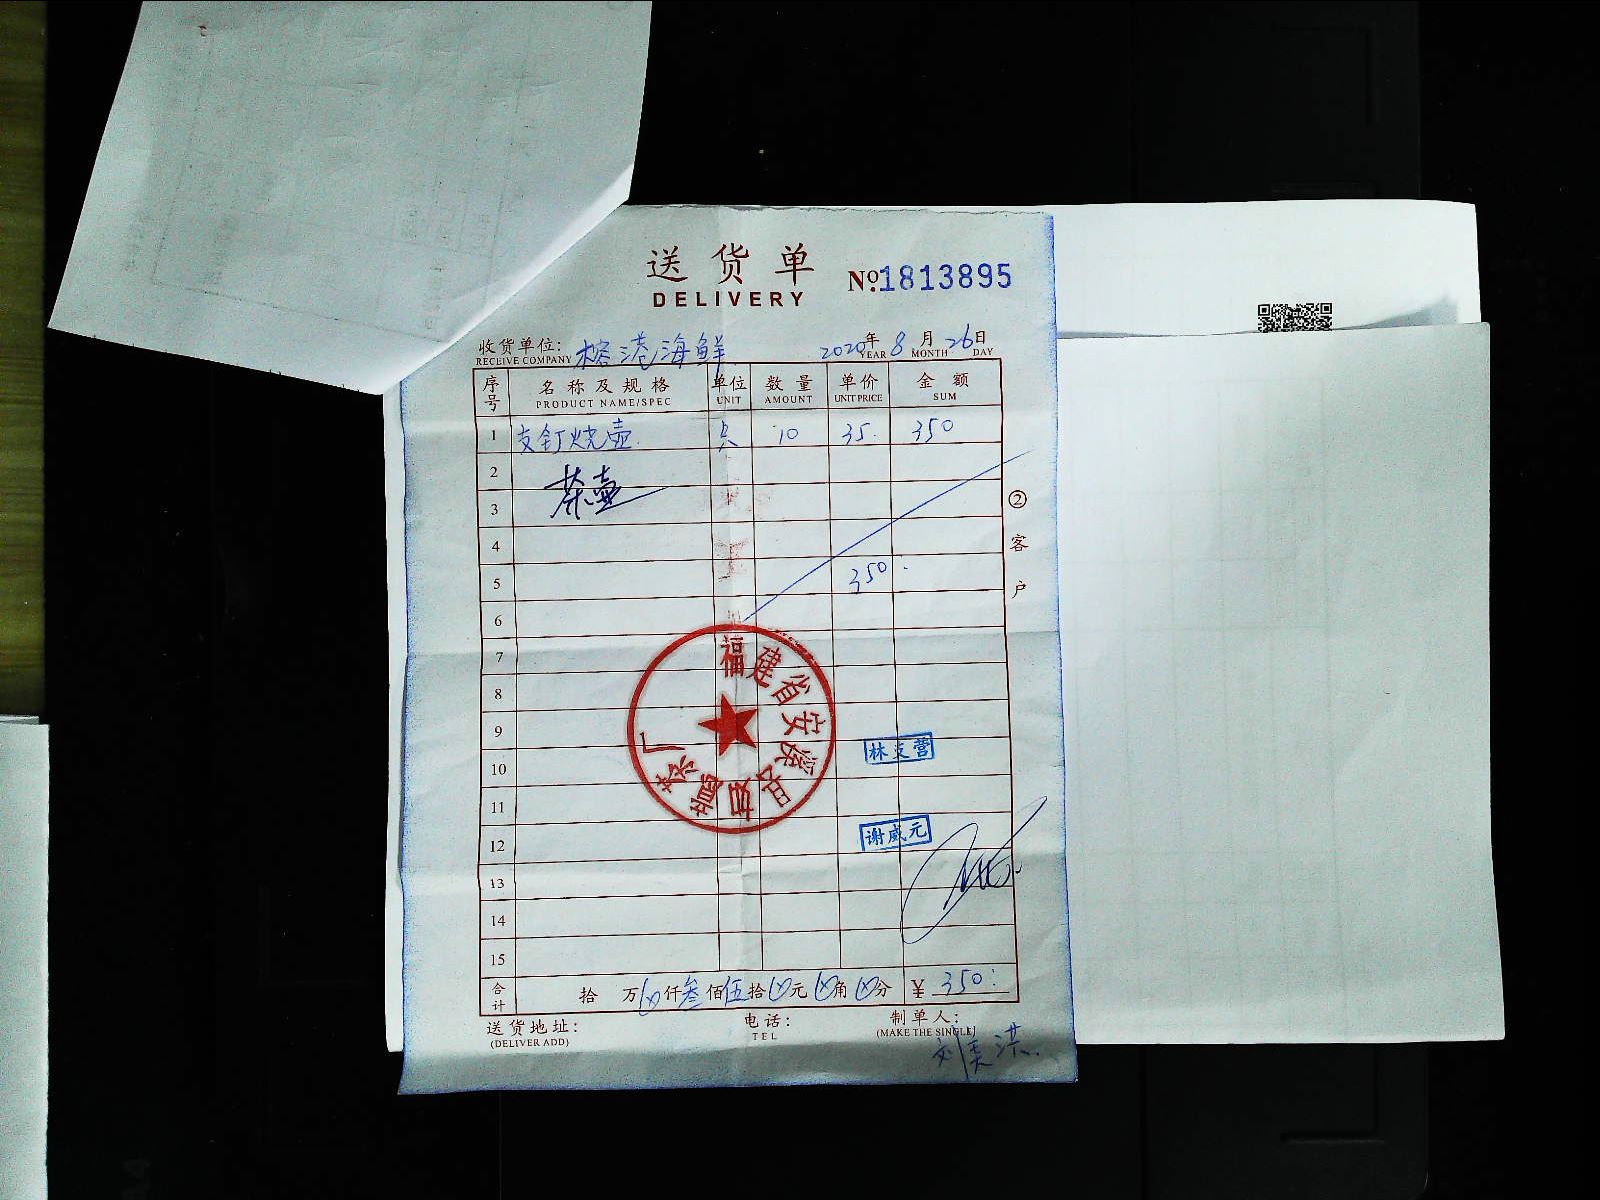 送货单
DELIVERY
№1813895
收货单位: 榕港海鲜 2020年8月26日
RECEIVE COMPANY YEAR MONTH DAY
序号 名称及规格 单位 数量 单价 金额
PRODUCT NAME/SPEC UNIT AMOUNT UNIT PRICE SUM
1 支钉烧壶 只 10 35. 350
2
茶壶
3
4
5 350.
6
7
8
9
10
11
12
13
14
15
② 客户
福建省安溪
茶厂
林支营
谢威元
合计 拾 万 仟叁佰伍拾 元 角 分 ¥ 350:
送货地址: 电话: 制单人:
(DELIVER ADD) TEL (MAKE THE SINGLE)